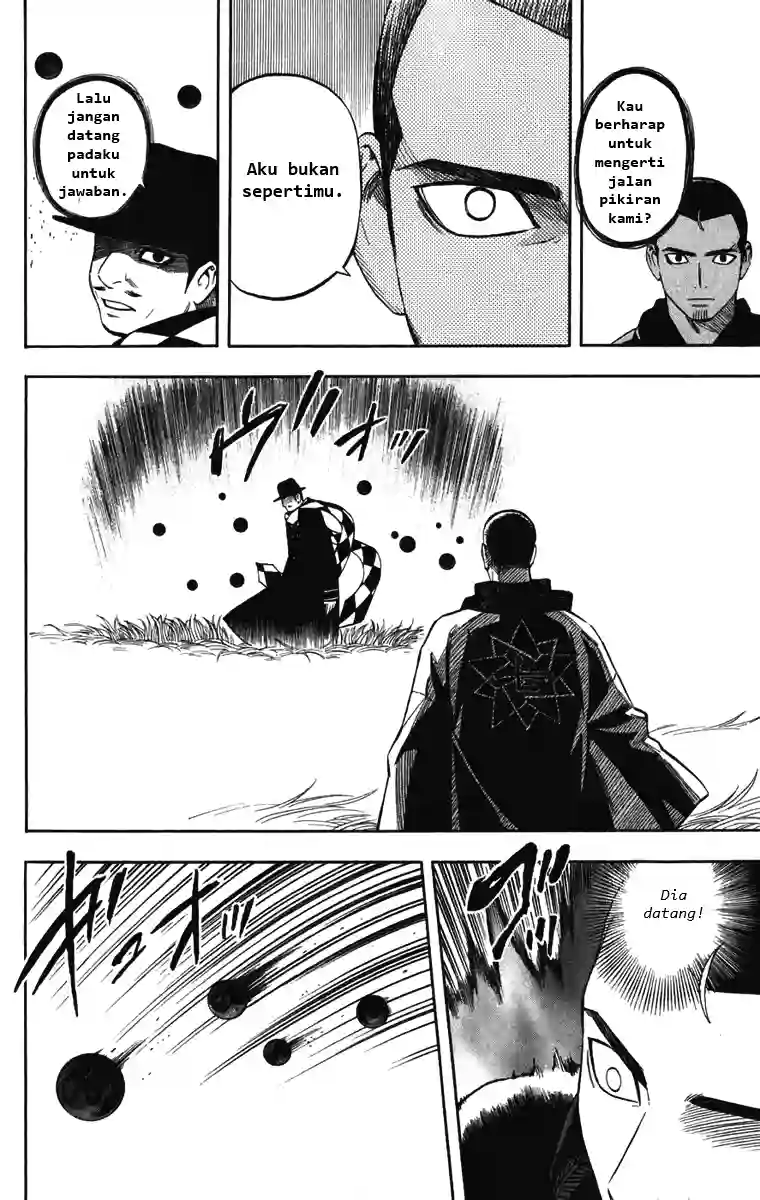 Kau
berharap
untuk
mengerti
jalan
pikiran
kami?
Aku bukan
sepertimu.
Lalu
jangan
datang
padaku
untuk
jawaban.
Dia
datang!